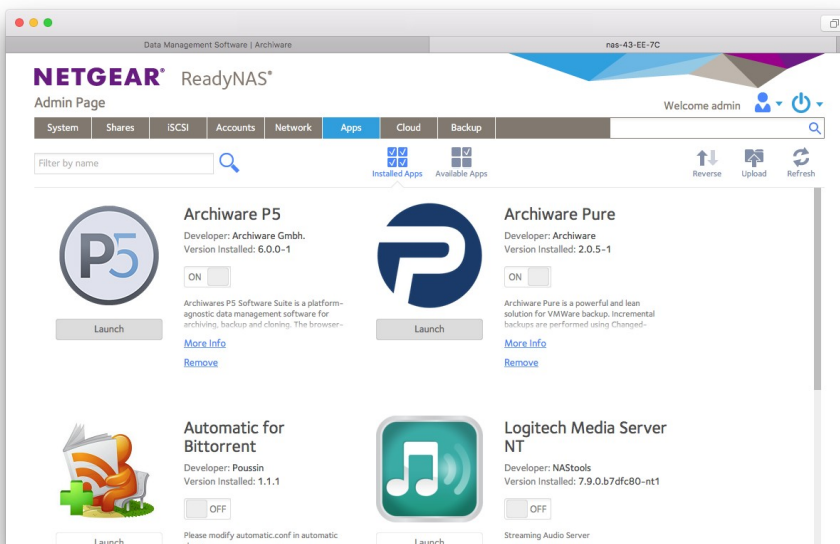 Data Management Software | Archiware
nas-43-EE-7C
NETGEAR® ReadyNAS®
Admin Page
Welcome admin
System Shares iSCSI Accounts Network Apps Cloud Backup
Filter by name
Installed Apps
Available Apps
Reverse
Upload
Refresh
P5
Launch
Archiware P5
Developer: Archiware Gmbh.
Version Installed: 6.0.0-1
ON
Archiwares P5 Software Suite is a platform-
agnostic data management software for
archiving, backup and cloning. The browser-
More Info
Remove
P
Launch
Archiware Pure
Developer: Archiware
Version Installed: 2.0.5-1
ON
Archiware Pure is a powerful and lean
solution for VMWare backup. Incremental
backups are performed using Changed-
More Info
Remove
Launch
Automatic for
Bittorrent
Developer: Poussin
Version Installed: 1.1.1
OFF
Please modify automatic.conf in automatic
Launch
Logitech Media Server
NT
Developer: NAStools
Version Installed: 7.9.0.b7dfc80-nt1
OFF
Streaming Audio Server